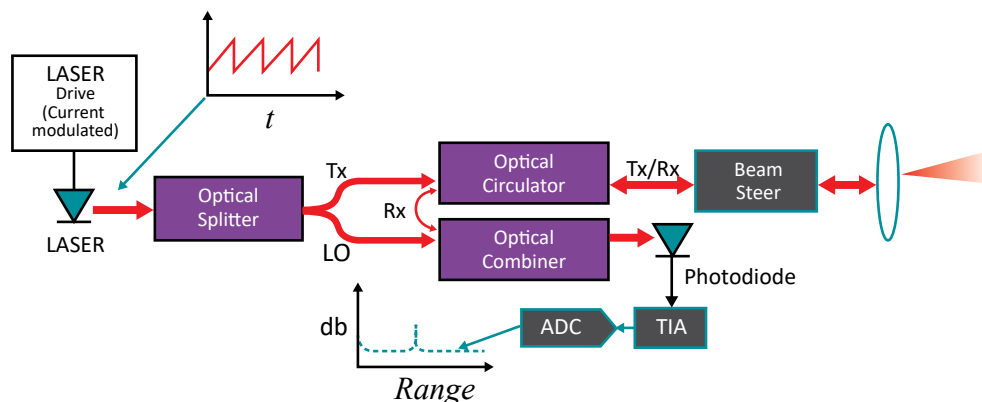 LASER
Drive
(Current
modulated)
t
LASER
Optical
Splitter
Tx
Rx
LO
Optical
Circulator
Optical
Combiner
Tx/Rx
Beam
Steer
Photodiode
TIA
ADC
db
Range